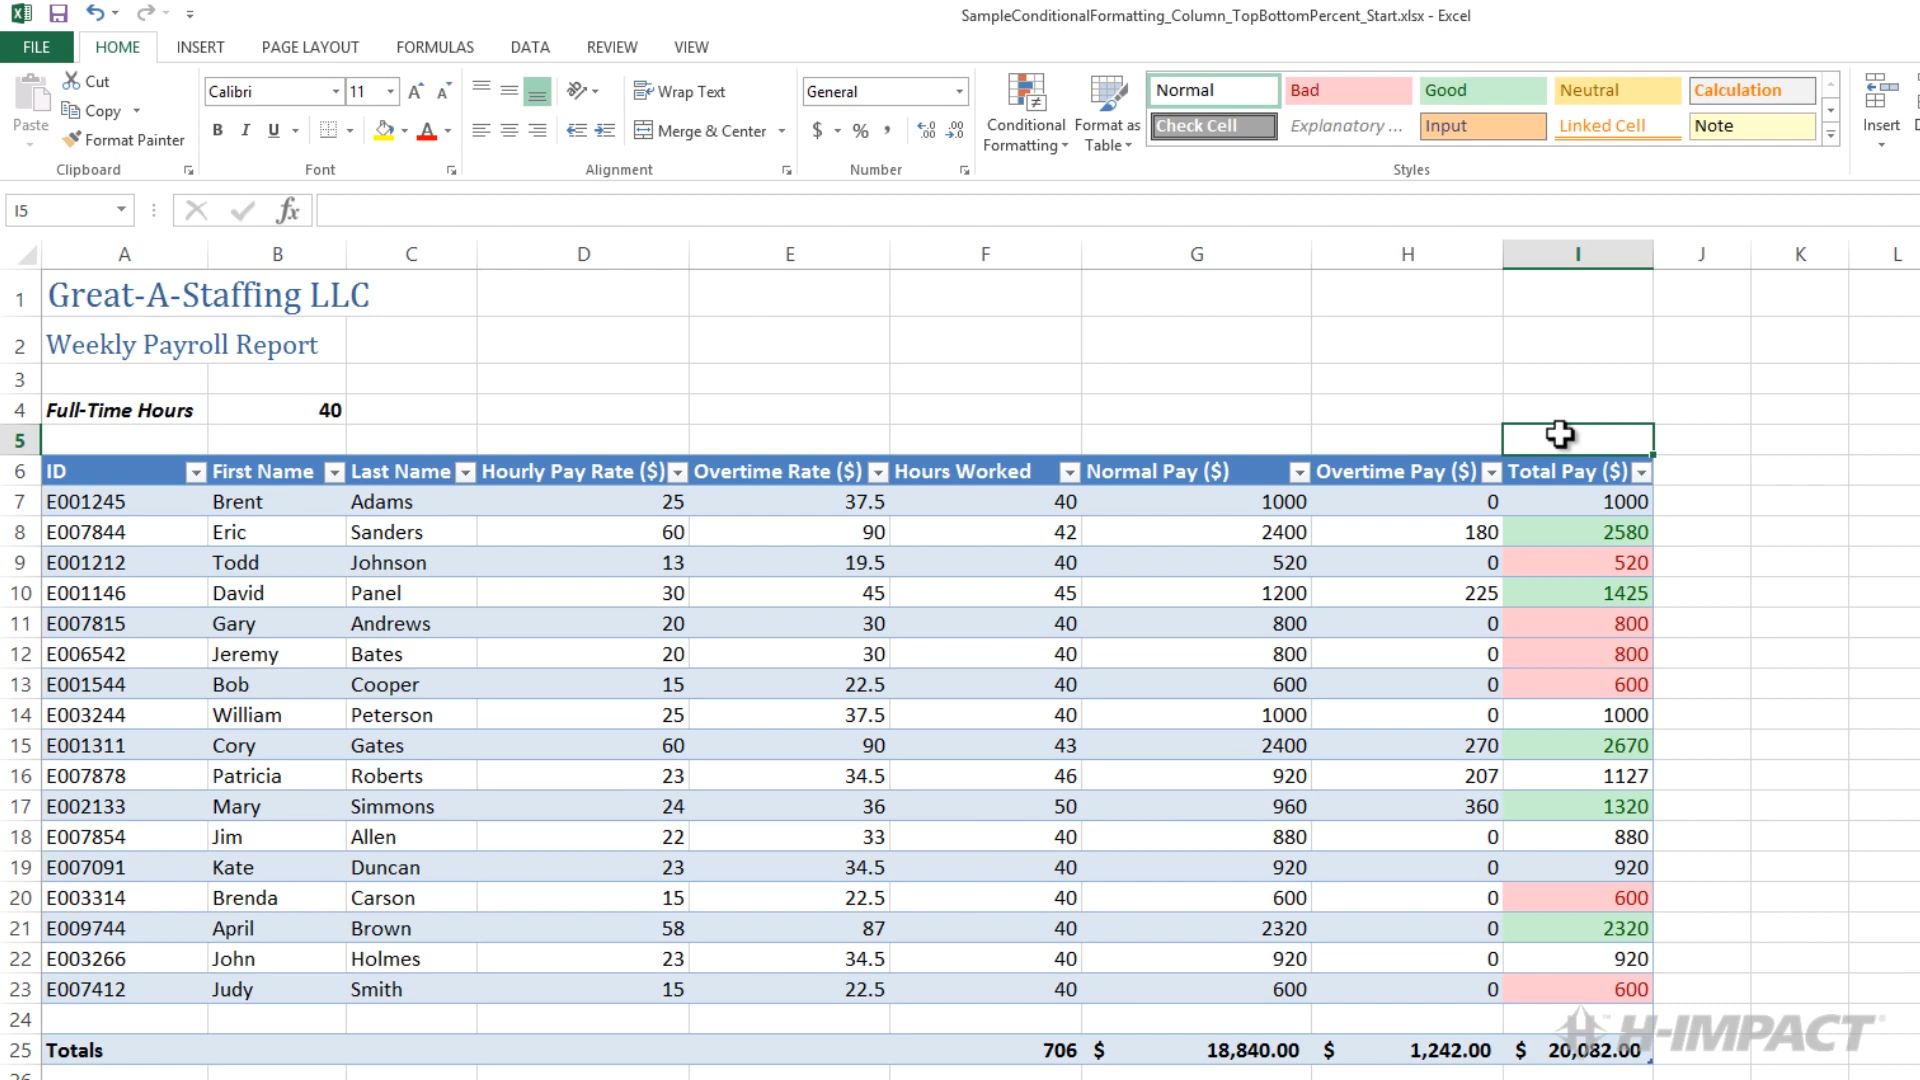 SampleConditionalFormatting_Column_TopBottomPercent_Start.xlsx - Excel
FILE HOME INSERT PAGE LAYOUT FORMULAS DATA REVIEW VIEW
Paste
Cut
Copy
Format Painter
Clipboard
Calibri 11
B I U
Font
Wrap Text
Merge & Center
Alignment
General
$ % ,
Number
Conditional Formatting
Format as Table
Normal Bad Good Neutral Calculation
Check Cell Explanatory ... Input Linked Cell Note
Styles
Insert
I5 fx
A B C D E F G H I J K L
1 Great-A-Staffing LLC
2 Weekly Payroll Report
3
4 Full-Time Hours 40
5
6 ID First Name Last Name Hourly Pay Rate ($) Overtime Rate ($) Hours Worked Normal Pay ($) Overtime Pay ($) Total Pay ($)
7 E001245 Brent Adams 25 37.5 40 1000 0 1000
8 E007844 Eric Sanders 60 90 42 2400 180 2580
9 E001212 Todd Johnson 13 19.5 40 520 0 520
10 E001146 David Panel 30 45 45 1200 225 1425
11 E007815 Gary Andrews 20 30 40 800 0 800
12 E006542 Jeremy Bates 20 30 40 800 0 800
13 E001544 Bob Cooper 15 22.5 40 600 0 600
14 E003244 William Peterson 25 37.5 40 1000 0 1000
15 E001311 Cory Gates 60 90 43 2400 270 2670
16 E007878 Patricia Roberts 23 34.5 46 920 207 1127
17 E002133 Mary Simmons 24 36 50 960 360 1320
18 E007854 Jim Allen 22 33 40 880 0 880
19 E007091 Kate Duncan 23 34.5 40 920 0 920
20 E003314 Brenda Carson 15 22.5 40 600 0 600
21 E009744 April Brown 58 87 40 2320 0 2320
22 E003266 John Holmes 23 34.5 40 920 0 920
23 E007412 Judy Smith 15 22.5 40 600 0 600
24
25 Totals 706 $ 18,840.00 $ 1,242.00 $ 20,082.00
H-IMPACT